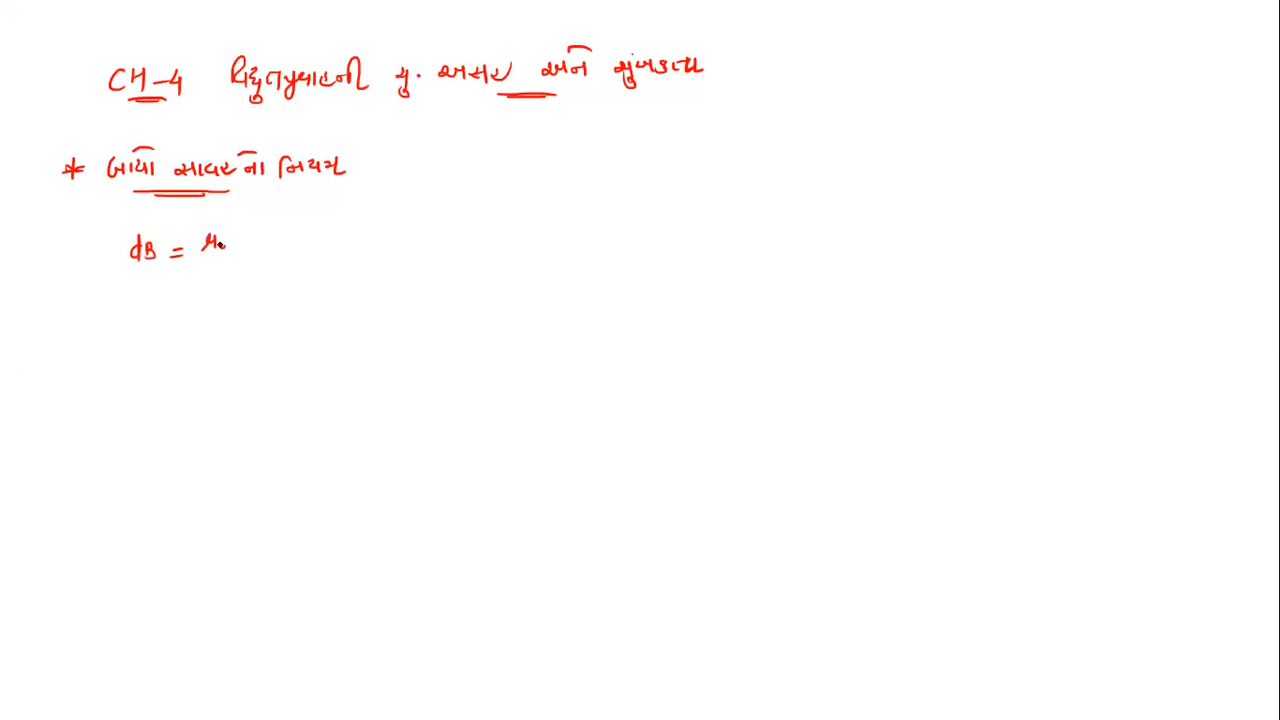 CH-4 વિદ્યુતપ્રવાહની ચુ. અસર અને ચુંબકત્વ
* બાયો સાવરનો નિયમ
dB = μ